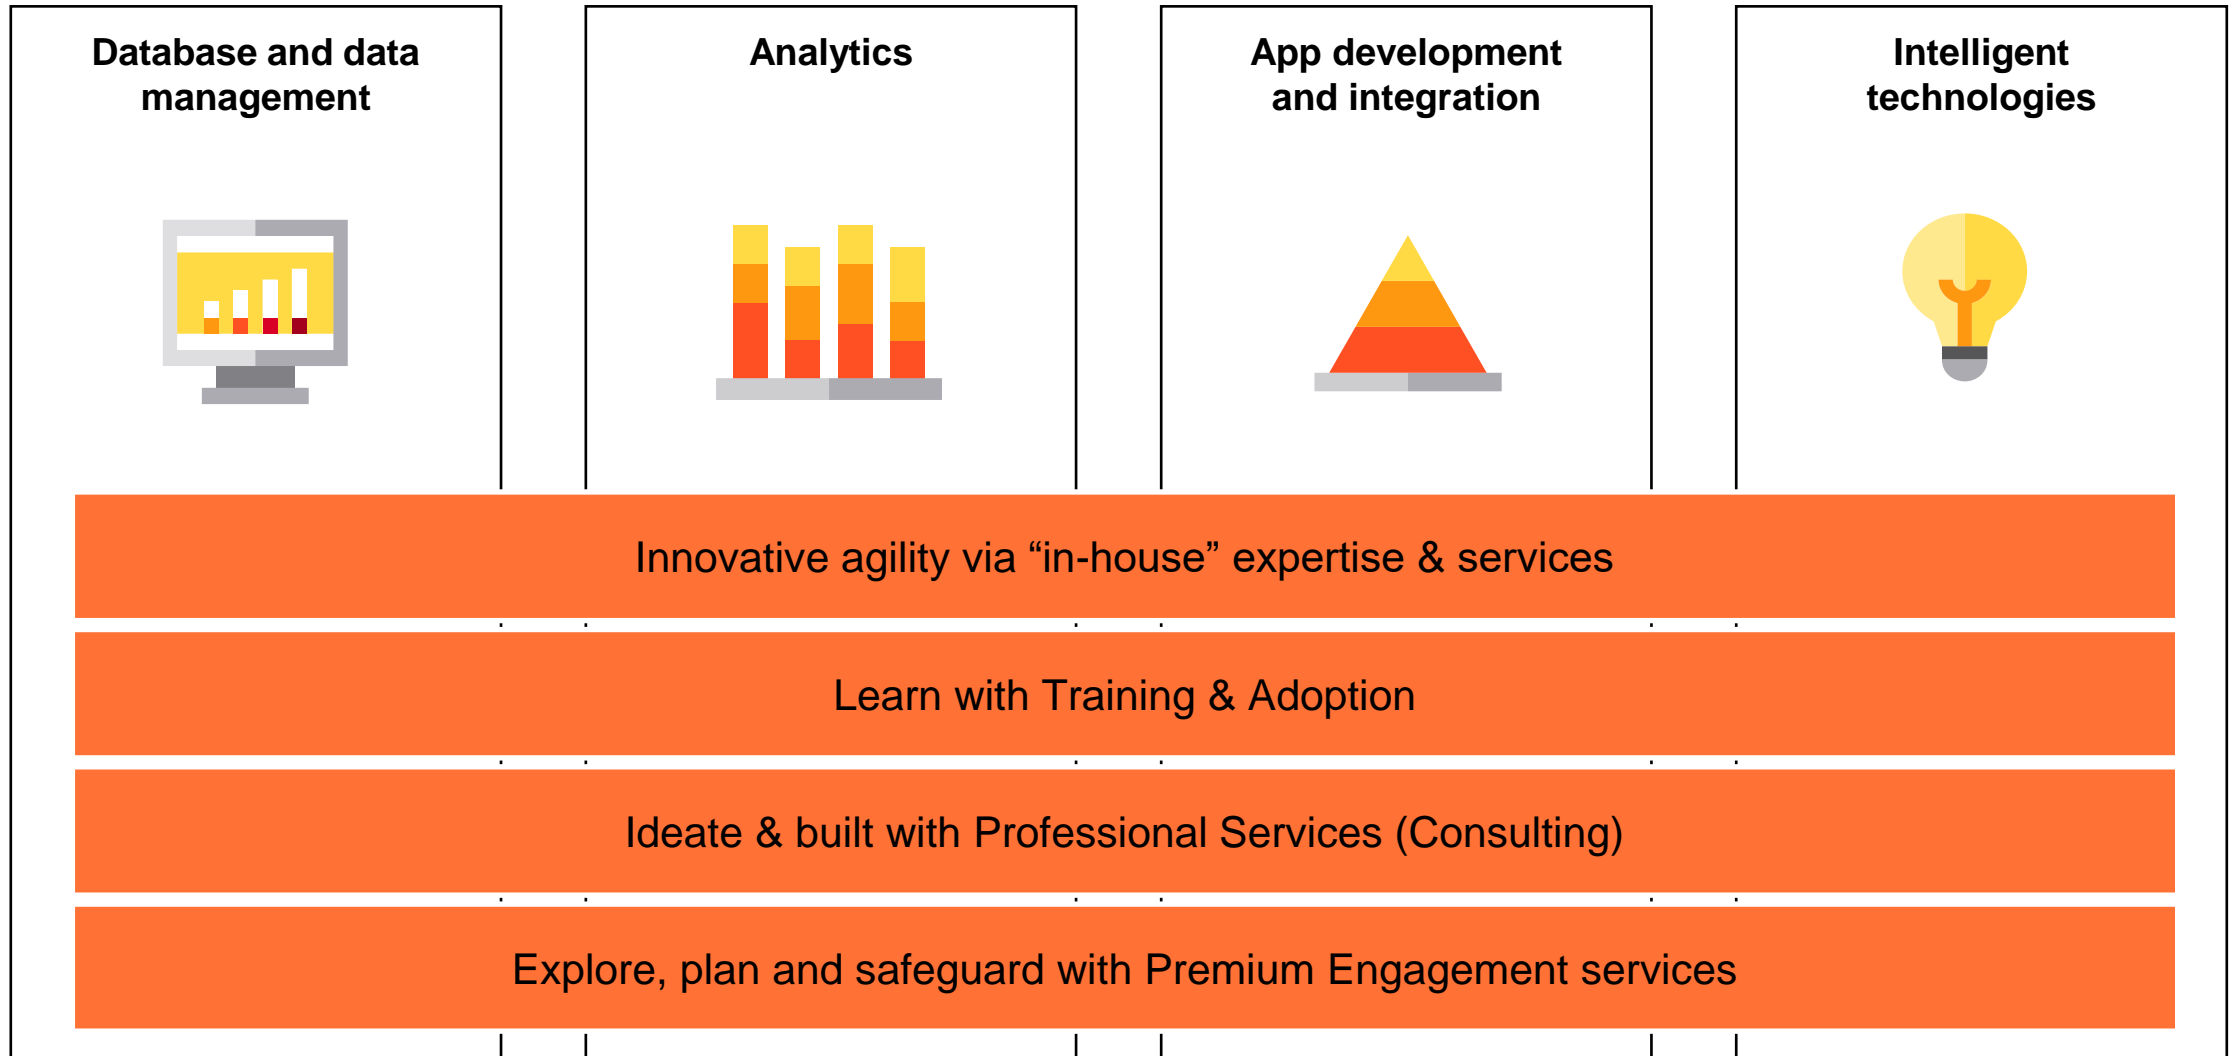 Database and data
management
Analytics
App development
and integration
Intelligent
technologies
Innovative agility via “in-house” expertise & services
Learn with Training & Adoption
Ideate & built with Professional Services (Consulting)
Explore, plan and safeguard with Premium Engagement services